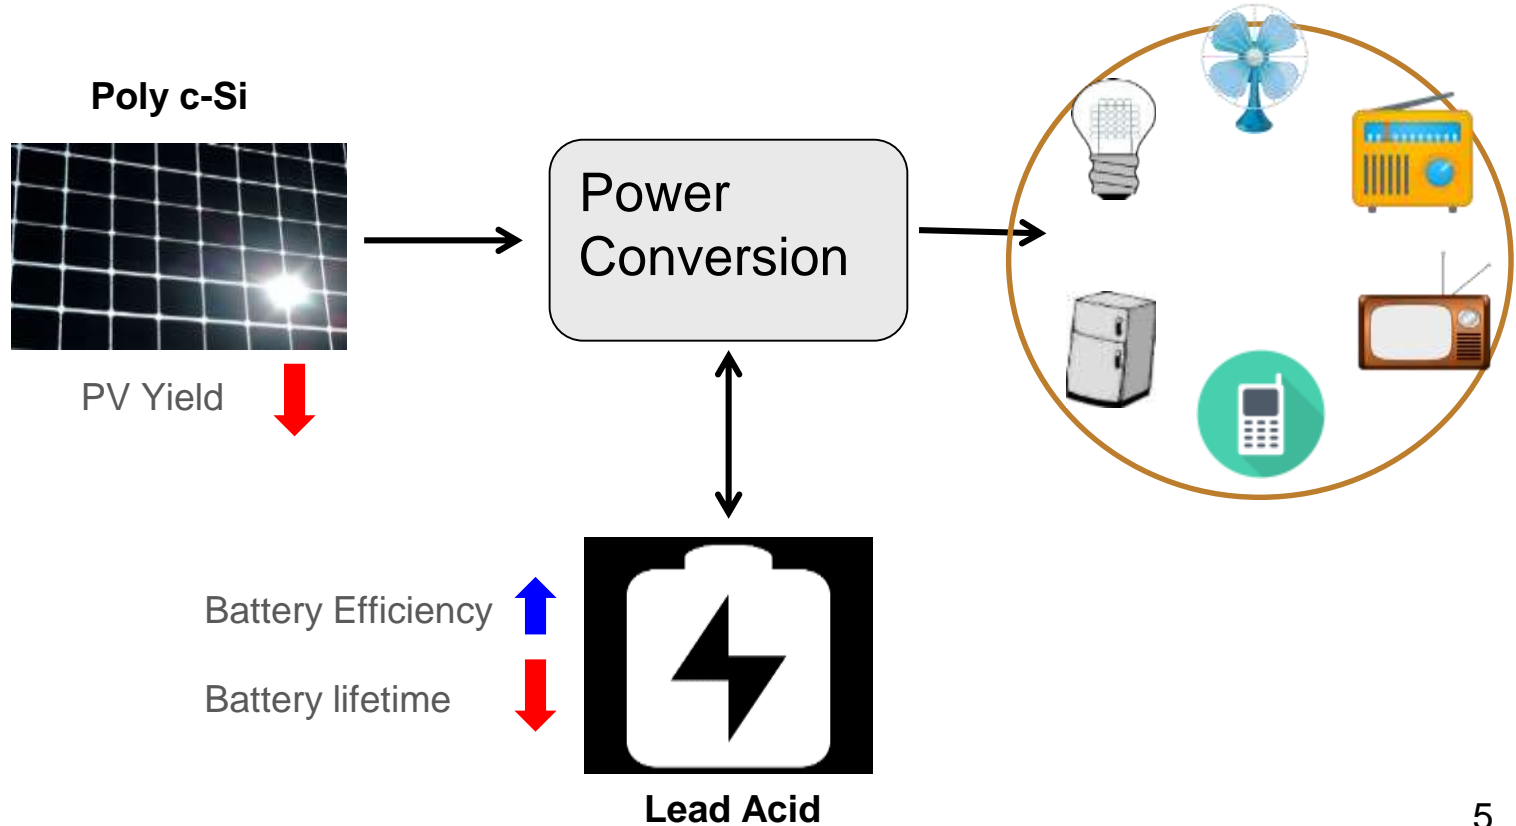 Poly c-Si
Power
Conversion
PV Yield
Battery Efficiency
Battery lifetime
Lead Acid
5